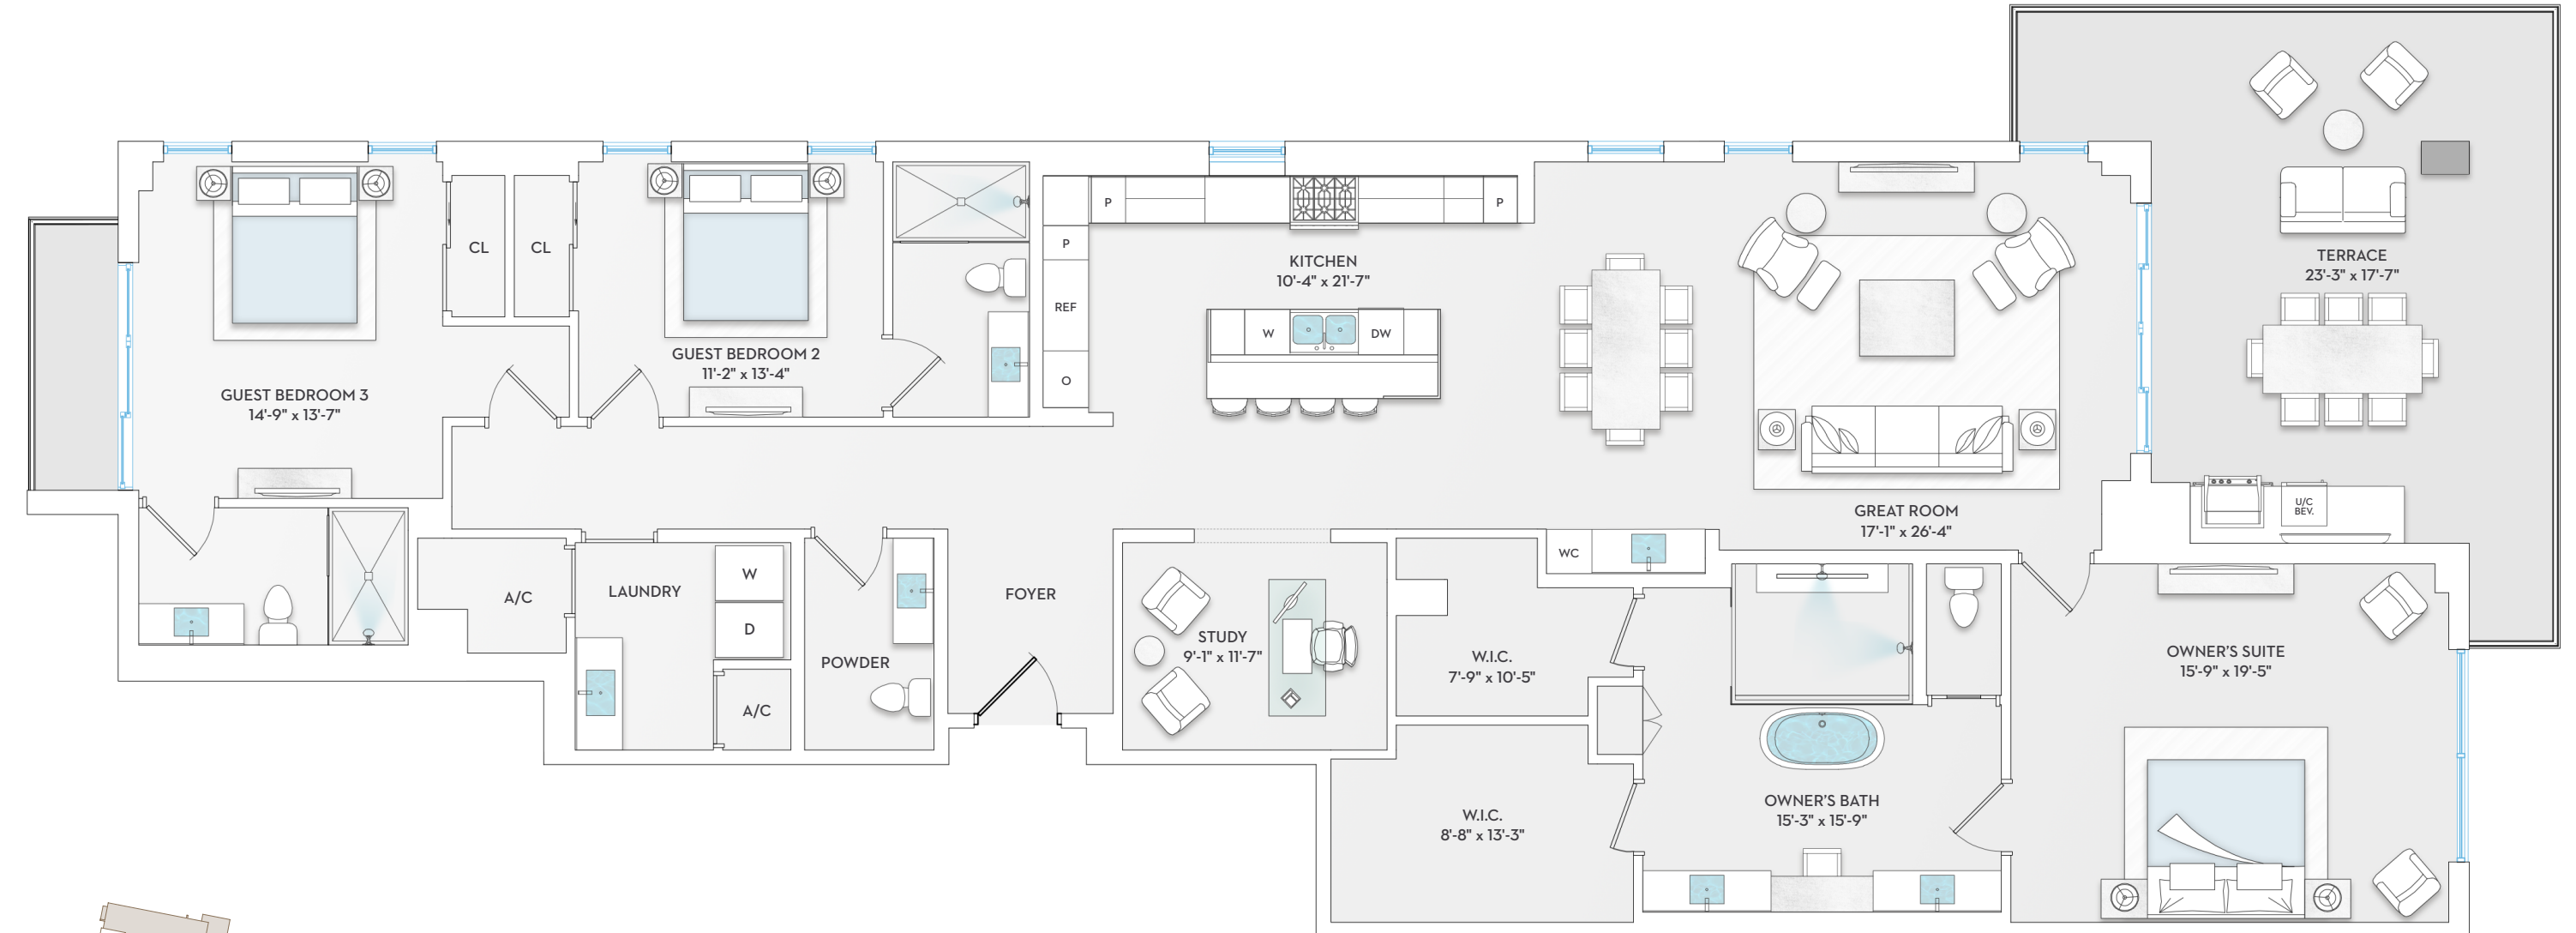 CL
CL
P
P
P
REF
O
KITCHEN
10'-4" x 21'-7"
W
DW
TERRACE
23'-3" x 17'-7"
GUEST BEDROOM 2
11'-2" x 13'-4"
GUEST BEDROOM 3
14'-9" x 13'-7"
U/C
BEV.
GREAT ROOM
17'-1" x 26'-4"
WC
A/C
LAUNDRY
W
D
A/C
POWDER
FOYER
STUDY
9'-1" x 11'-7"
W.I.C.
7'-9" x 10'-5"
OWNER'S SUITE
15'-9" x 19'-5"
W.I.C.
8'-8" x 13'-3"
OWNER'S BATH
15'-3" x 15'-9"